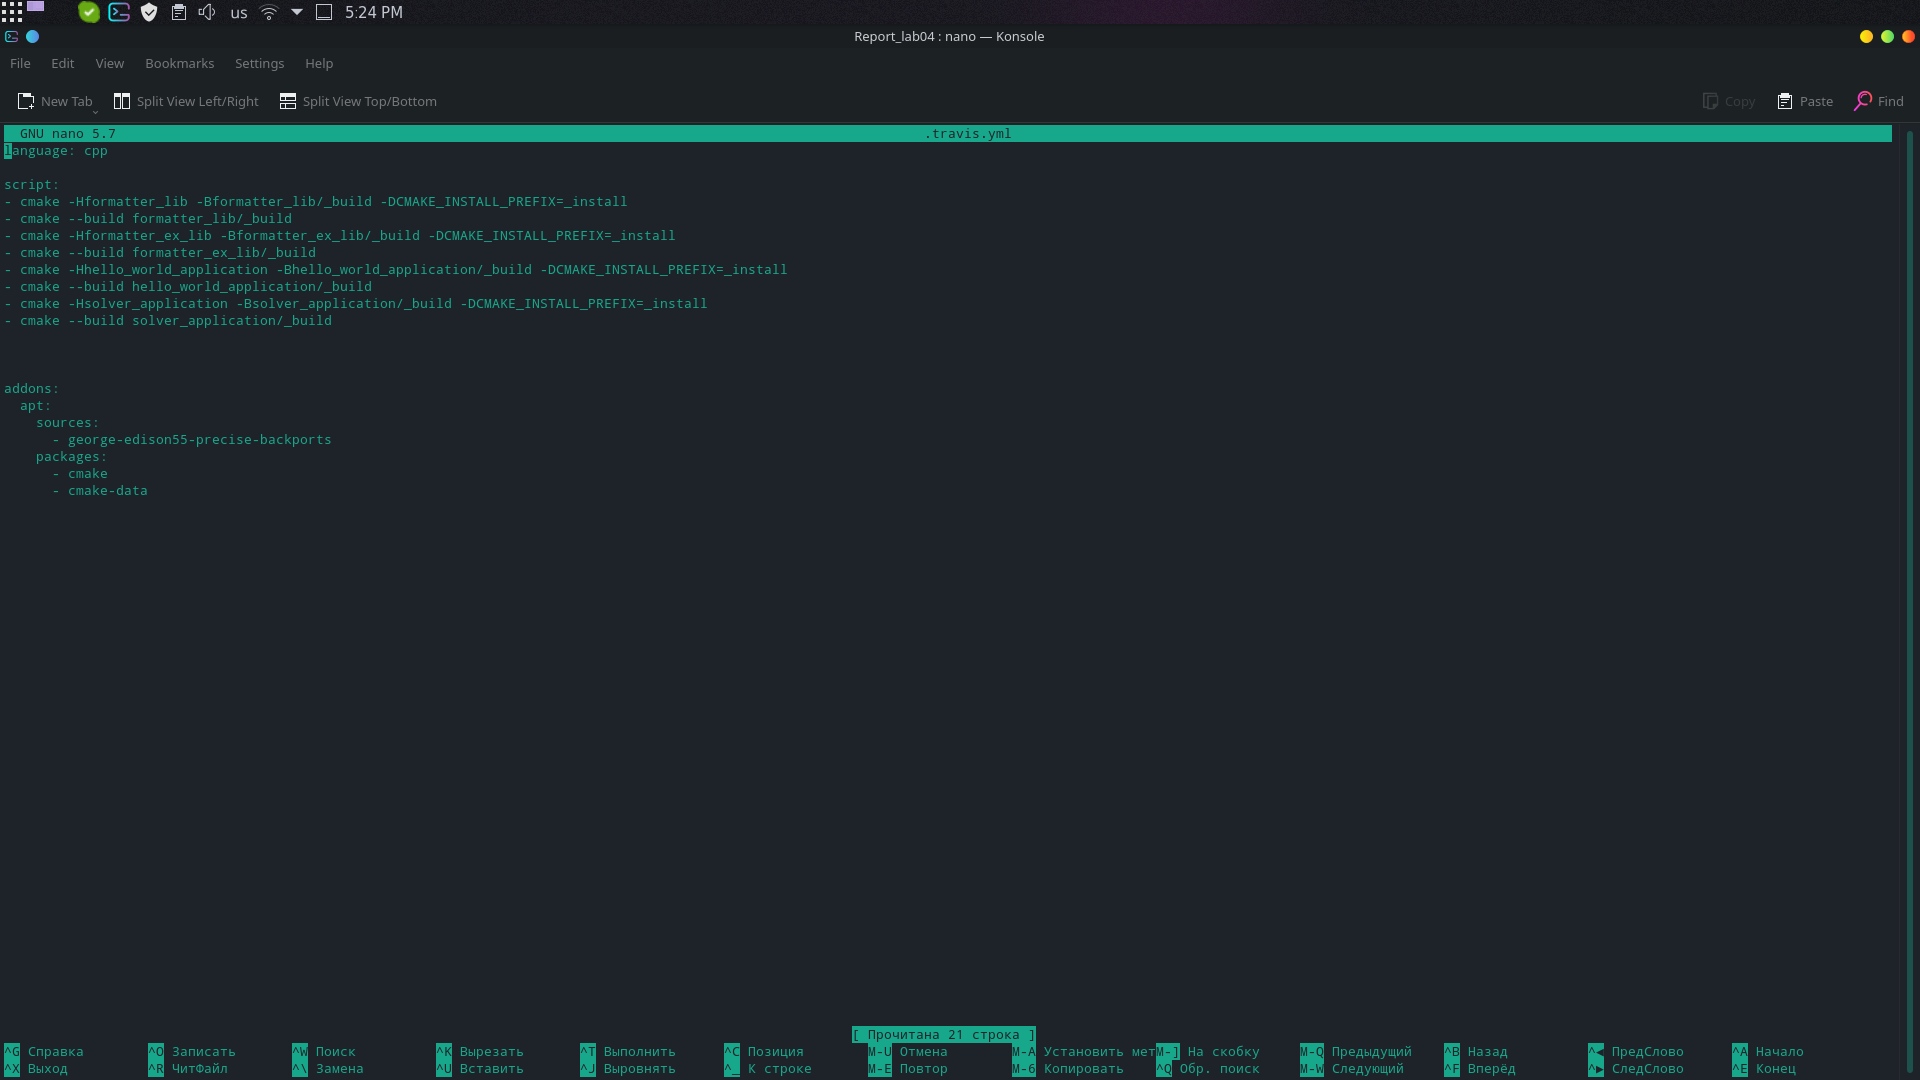 us 5:24 PM
Report_lab04 : nano — Konsole
File Edit View Bookmarks Settings Help
New Tab Split View Left/Right Split View Top/Bottom Copy Paste Find
GNU nano 5.7 .travis.yml
language: cpp
script:
- cmake -Hformatter_lib -Bformatter_lib/_build -DCMAKE_INSTALL_PREFIX=_install
- cmake --build formatter_lib/_build
- cmake -Hformatter_ex_lib -Bformatter_ex_lib/_build -DCMAKE_INSTALL_PREFIX=_install
- cmake --build formatter_ex_lib/_build
- cmake -Hhello_world_application -Bhello_world_application/_build -DCMAKE_INSTALL_PREFIX=_install
- cmake --build hello_world_application/_build
- cmake -Hsolver_application -Bsolver_application/_build -DCMAKE_INSTALL_PREFIX=_install
- cmake --build solver_application/_build
addons:
  apt:
    sources:
      - george-edison55-precise-backports
    packages:
      - cmake
      - cmake-data
[ Прочитана 21 строка ]
^G Справка ^O Записать ^W Поиск ^K Вырезать ^T Выполнить ^C Позиция M-U Отмена M-A Установить мет M-] На скобку M-Q Предыдущий ^B Назад ^◀ ПредСлово ^A Начало
^X Выход ^R ЧитФайл ^\ Замена ^U Вставить ^J Выровнять ^_ К строке M-E Повтор M-6 Копировать ^Q Обр. поиск M-W Следующий ^F Вперёд ^▶ СледСлово ^E Конец